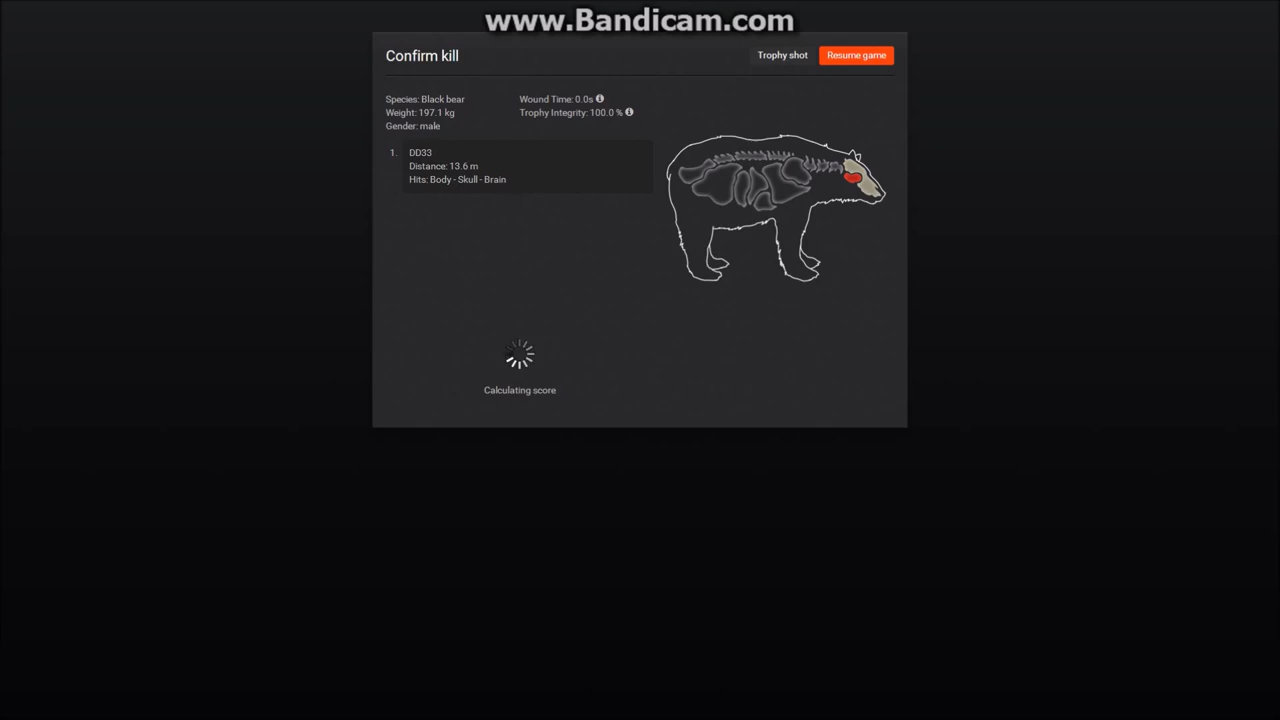 www.Bandicam.com
Confirm kill
Trophy shot
Resume game
Species: Black bear
Weight: 197.1 kg
Gender: male
Wound Time: 0.0s
Trophy Integrity: 100.0 %
1.
DD33
Distance: 13.6 m
Hits: Body - Skull - Brain
Calculating score